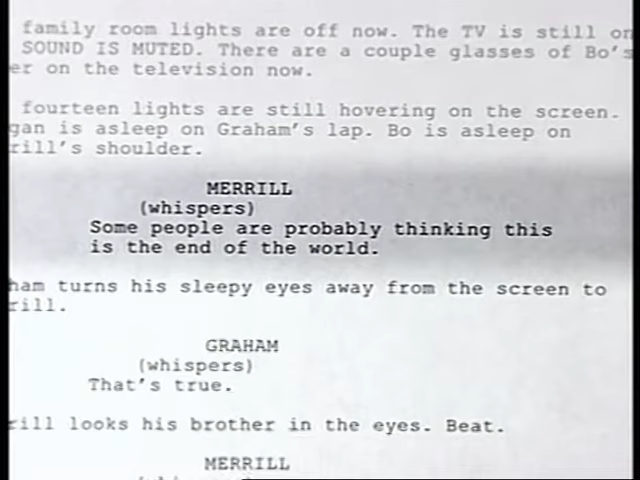 family room lights are off now. The TV is still on
SOUND IS MUTED. There are a couple glasses of Bo's
er on the television now.
fourteen lights are still hovering on the screen.
gan is asleep on Graham's lap. Bo is asleep on
rill's shoulder.
MERRILL
(whispers)
Some people are probably thinking this
is the end of the world.
ham turns his sleepy eyes away from the screen to
rill.
GRAHAM
(whispers)
That's true.
rill looks his brother in the eyes. Beat.
MERRILL